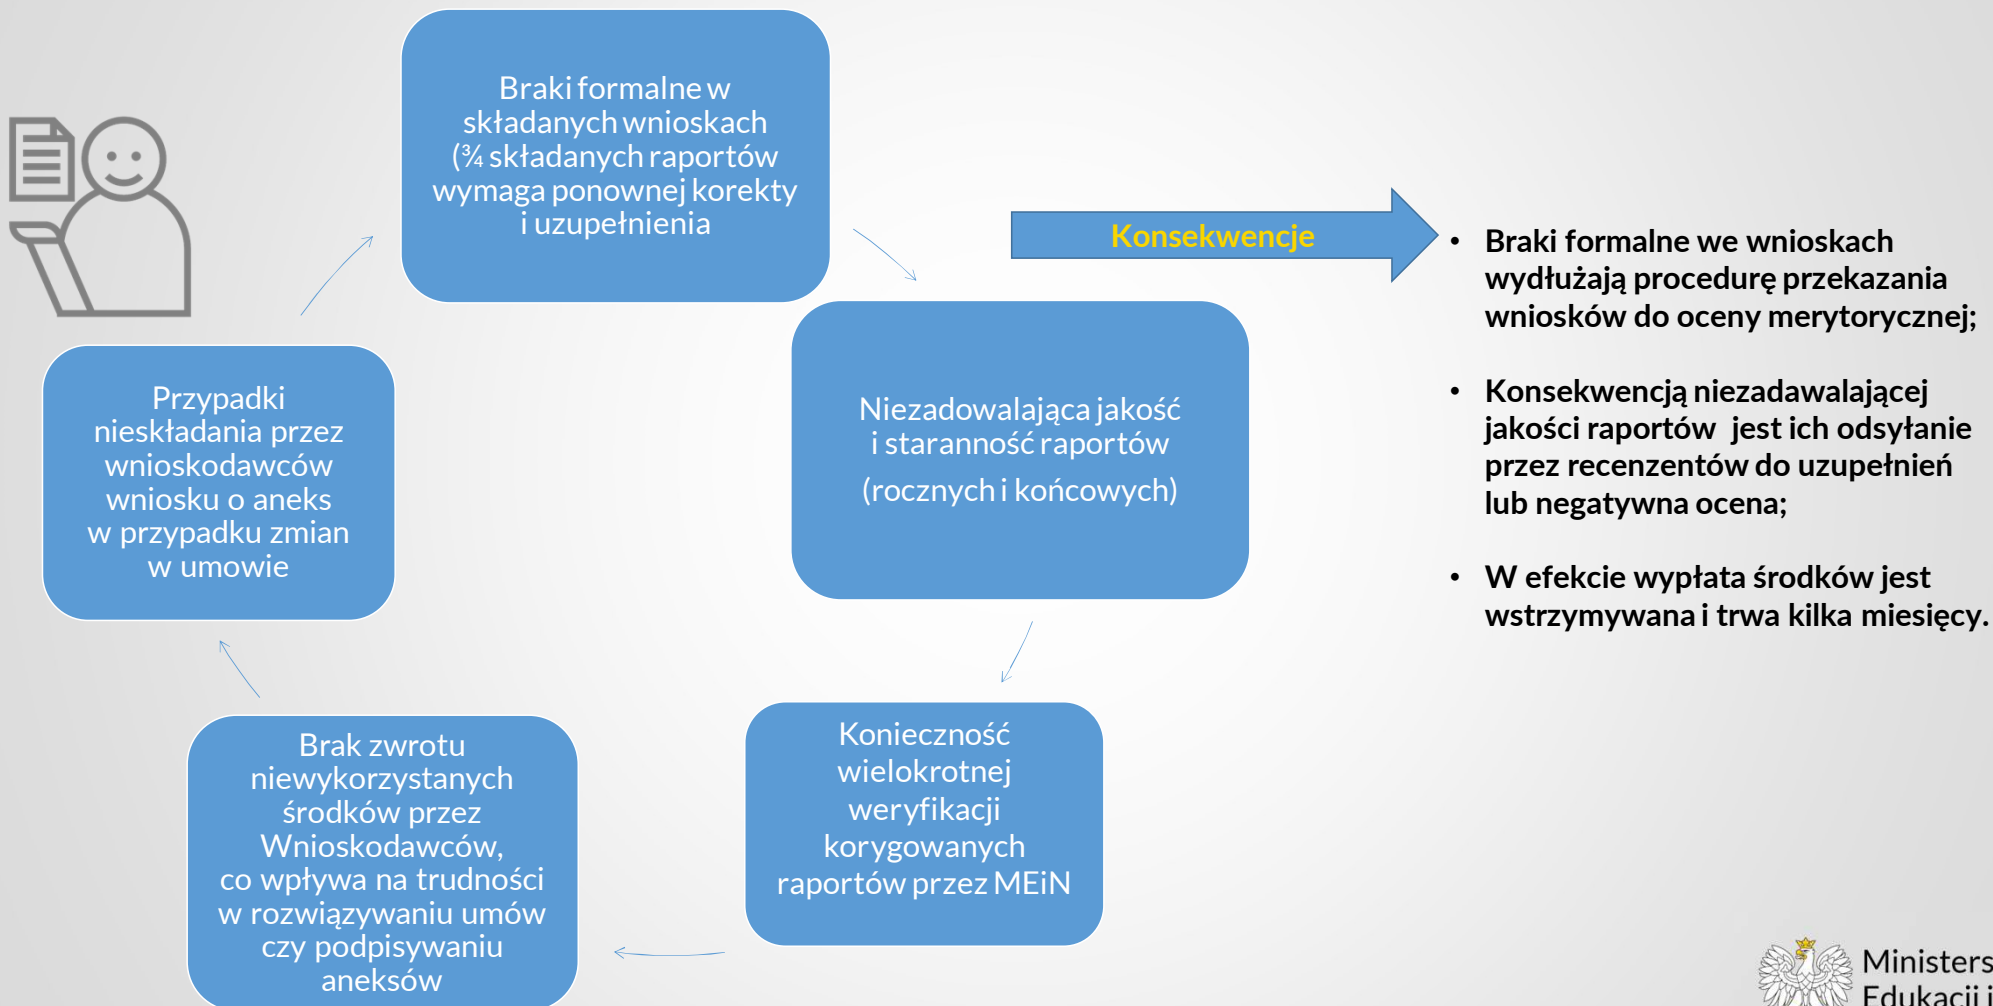 Braki formalne w
składanych wnioskach
(¾ składanych raportów
wymaga ponownej korekty
i uzupełnienia
Niezadowalająca jakość
i staranność raportów
(rocznych i końcowych)
Konieczność
wielokrotnej
weryfikacji
korygowanych
raportów przez MEiN
Brak zwrotu
niewykorzystanych
środków przez
Wnioskodawców,
co wpływa na trudności
w rozwiązywaniu umów
czy podpisywaniu
aneksów
Przypadki
nieskładania przez
wnioskodawców
wniosku o aneks
w przypadku zmian
w umowie
Konsekwencje
• Braki formalne we wnioskach
wydłużają procedurę przekazania
wniosków do oceny merytorycznej;
• Konsekwencją niezadawalającej
jakości raportów jest ich odsyłanie
przez recenzentów do uzupełnień
lub negatywna ocena;
• W efekcie wypłata środków jest
wstrzymywana i trwa kilka miesięcy.
Ministers
Edukacji i